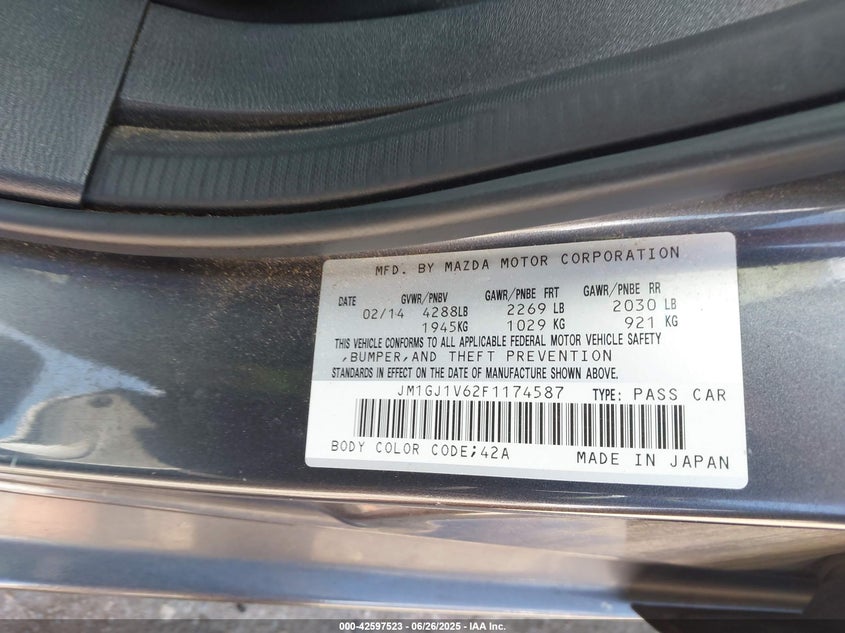 MFD. BY MAZDA MOTOR CORPORATION
DATE GVWR/PNBV GAWR/PNBE FRT GAWR/PNBE RR
02/14 4288LB 2269 LB 2030 LB
1945KG 1029 KG 921 KG
THIS VEHICLE CONFORMS TO ALL APPLICABLE FEDERAL MOTOR VEHICLE SAFETY
,BUMPER,AND THEFT PREVENTION
STANDARDS IN EFFECT ON THE DATE OF MANUFACTURE SHOWN ABOVE.
JM1GJ1V62F1174587 TYPE: PASS CAR
BODY COLOR CODE;42A MADE IN JAPAN
000-42597523 - 06/26/2025 - IAA Inc.